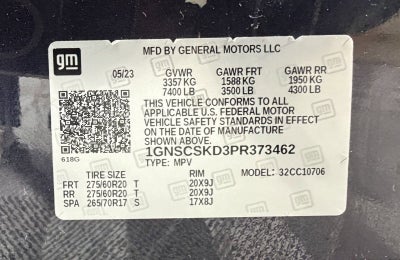 gm
MFD BY GENERAL MOTORS LLC
05/23 GVWR GAWR FRT GAWR RR
3357 KG 1588 KG 1950 KG
7400 LB 3500 LB 4300 LB
THIS VEHICLE CONFORMS TO ALL
APPLICABLE U.S. FEDERAL MOTOR
VEHICLE SAFETY STANDARDS IN EFFECT
ON THE DATE OF MANUFACTURE
SHOWN ABOVE.
618G
1GNSCSKD3PR373462
TYPE: MPV MODEL: 32CC10706
TIRE SIZE RIM
FRT 275/60R20 T 20X9J
RR 275/60R20 T 20X9J
SPA 265/70R17 S 17X8J
gm